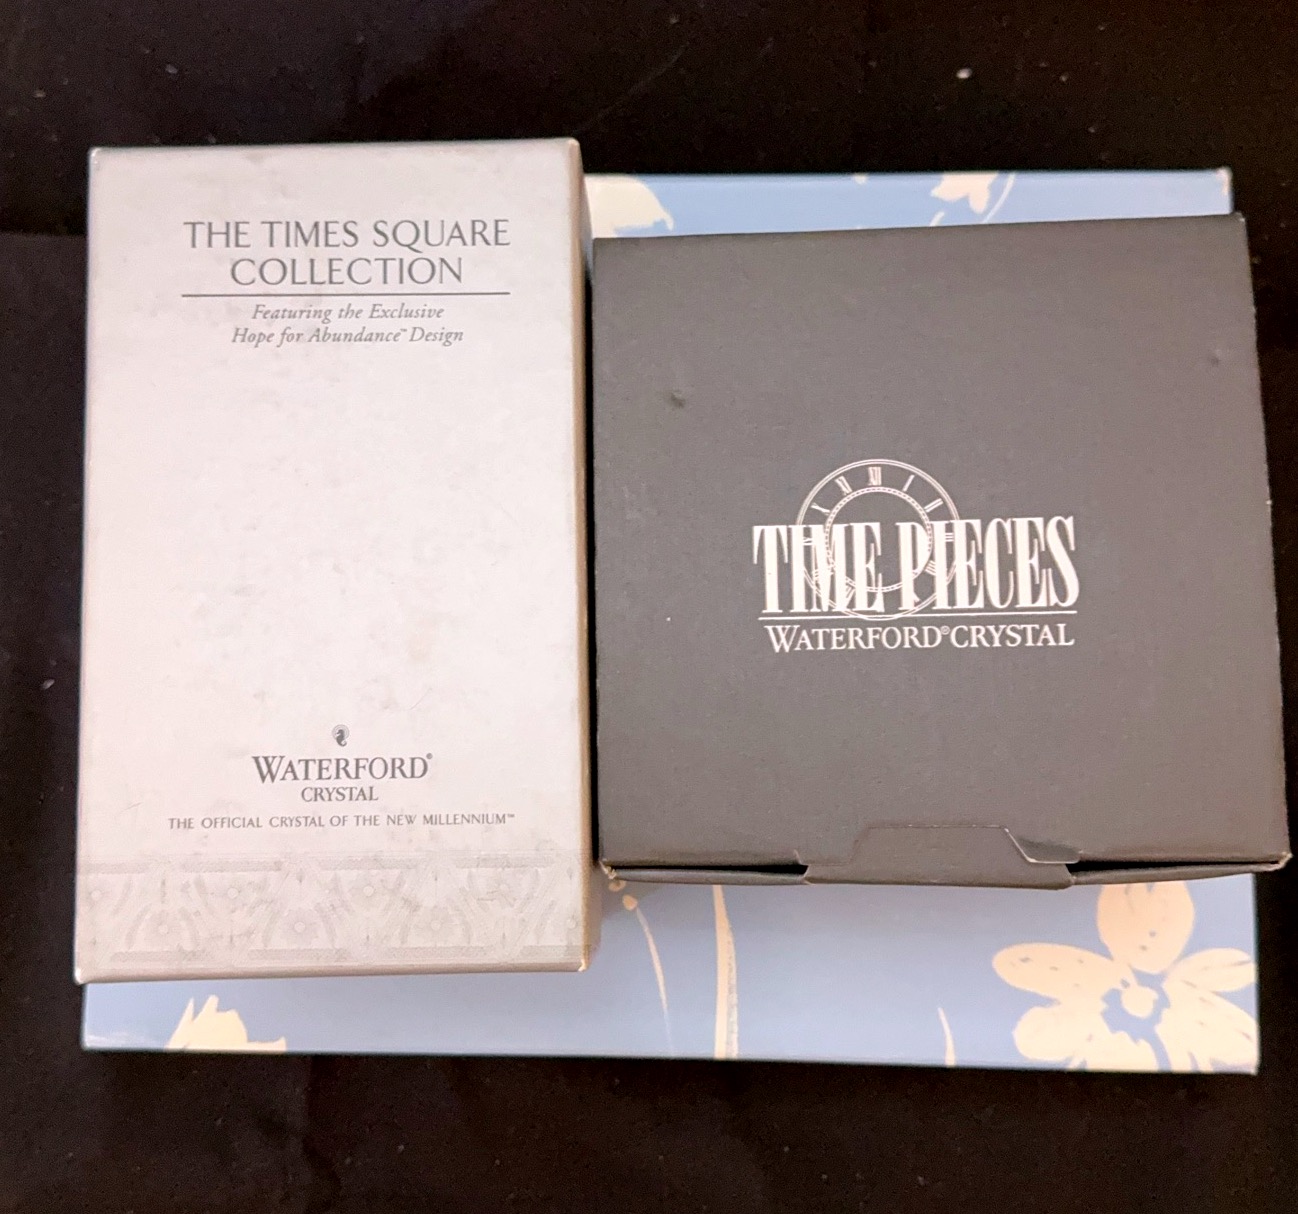 THE TIMES SQUARE
COLLECTION
Featuring the Exclusive
Hope for Abundance™ Design
WATERFORD®
CRYSTAL
THE OFFICIAL CRYSTAL OF THE NEW MILLENNIUM™
TIME PIECES
WATERFORD® CRYSTAL